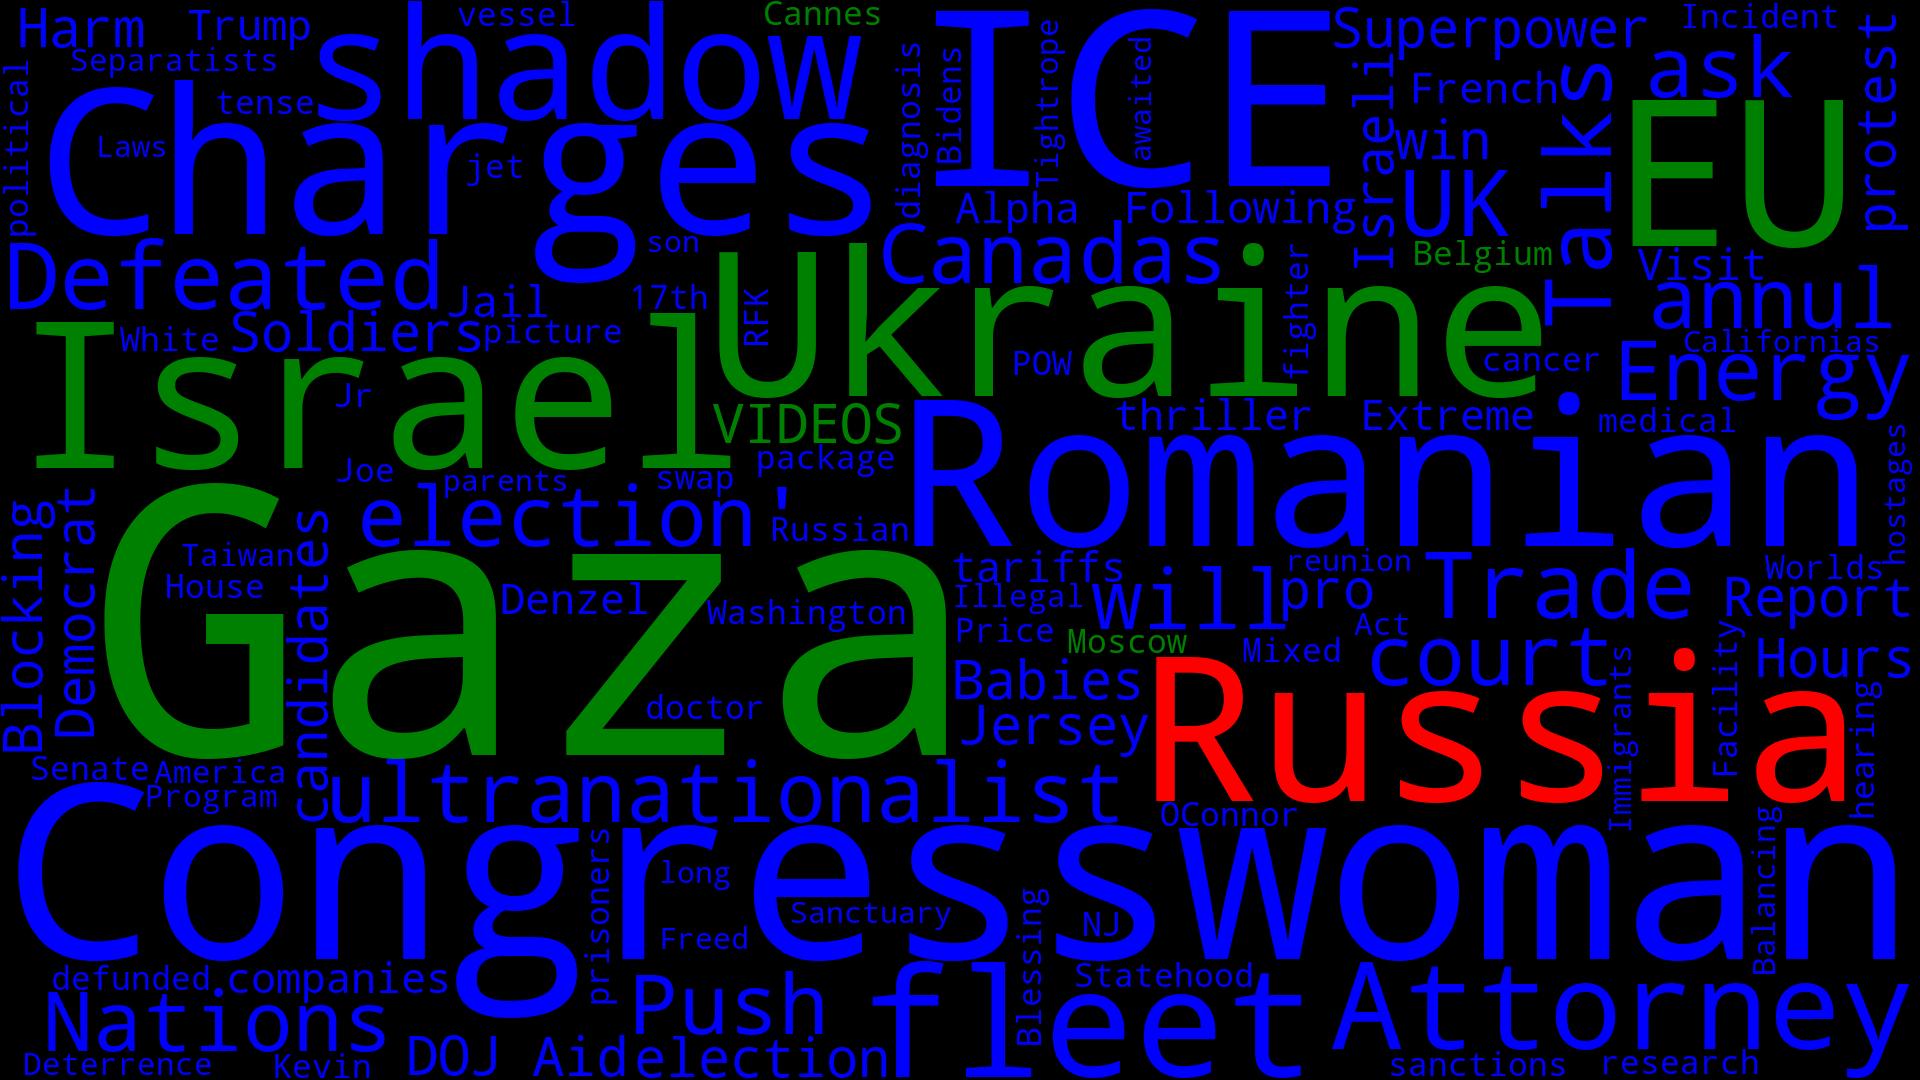 Harm
Trump
vessel
Cannes
shadow
ICE
Superpower
Incident
Separatists
political
tense
Charges
Laws
jet
diagnosis
Bidens
Tightrope
awaited
Israeli
French
Talks
ask
protest
win
EU
UK
Alpha
Following
Defeated
son
Canadas
Belgium
Visit
Jail
17th
RFK
Ukraine
fighter
annul
White
Soldiers
picture
Israel
POW
cancer
Californias
Energy
Jr
VIDEOS
Romanian
thriller
Extreme
medical
Joe
parents
swap
package
hostages
Blocking
Democrat
candidates
election'
Russian
Taiwan
House
Gaza
Denzel
Washington
tariffs
reunion
Worlds
Illegal
Will
pro
Trade
Report
Price
Moscow
Mixed
Act
court
Hours
Babies
Russia
Immigrants
Facility
hearing
doctor
Jersey
Senate
America
Program
ultranationalist
OConnor
Congresswoman
prisoners
long
Sanctuary
Freed
Blessing
NJ
Balancing
defunded
companies
Statehood
Nations
Push
fleet
Attorney
Deterrence
Kevin
DOJ
Aid
election
sanctions
research